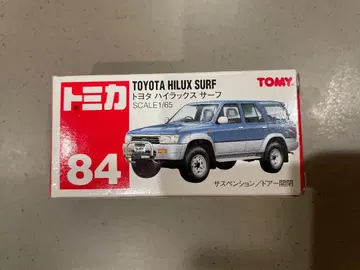 トミカ
84
TOYOTA HILUX SURF
トヨタ ハイラックス サーフ
SCALE1/65
TOMY
サスペンション/ドアー開閉